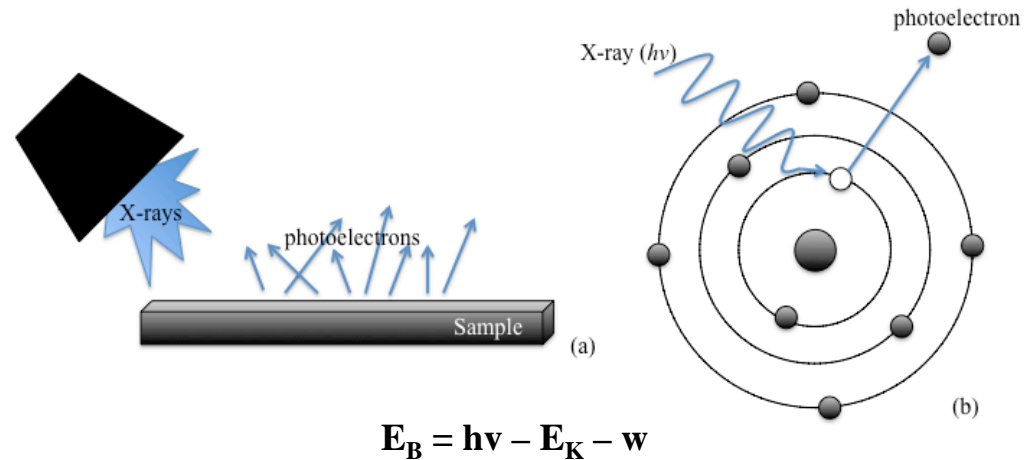 photoelectron
X-ray (hv)
X-rays
photoelectrons
Sample
(a)
(b)
E_B = hv – E_K – w